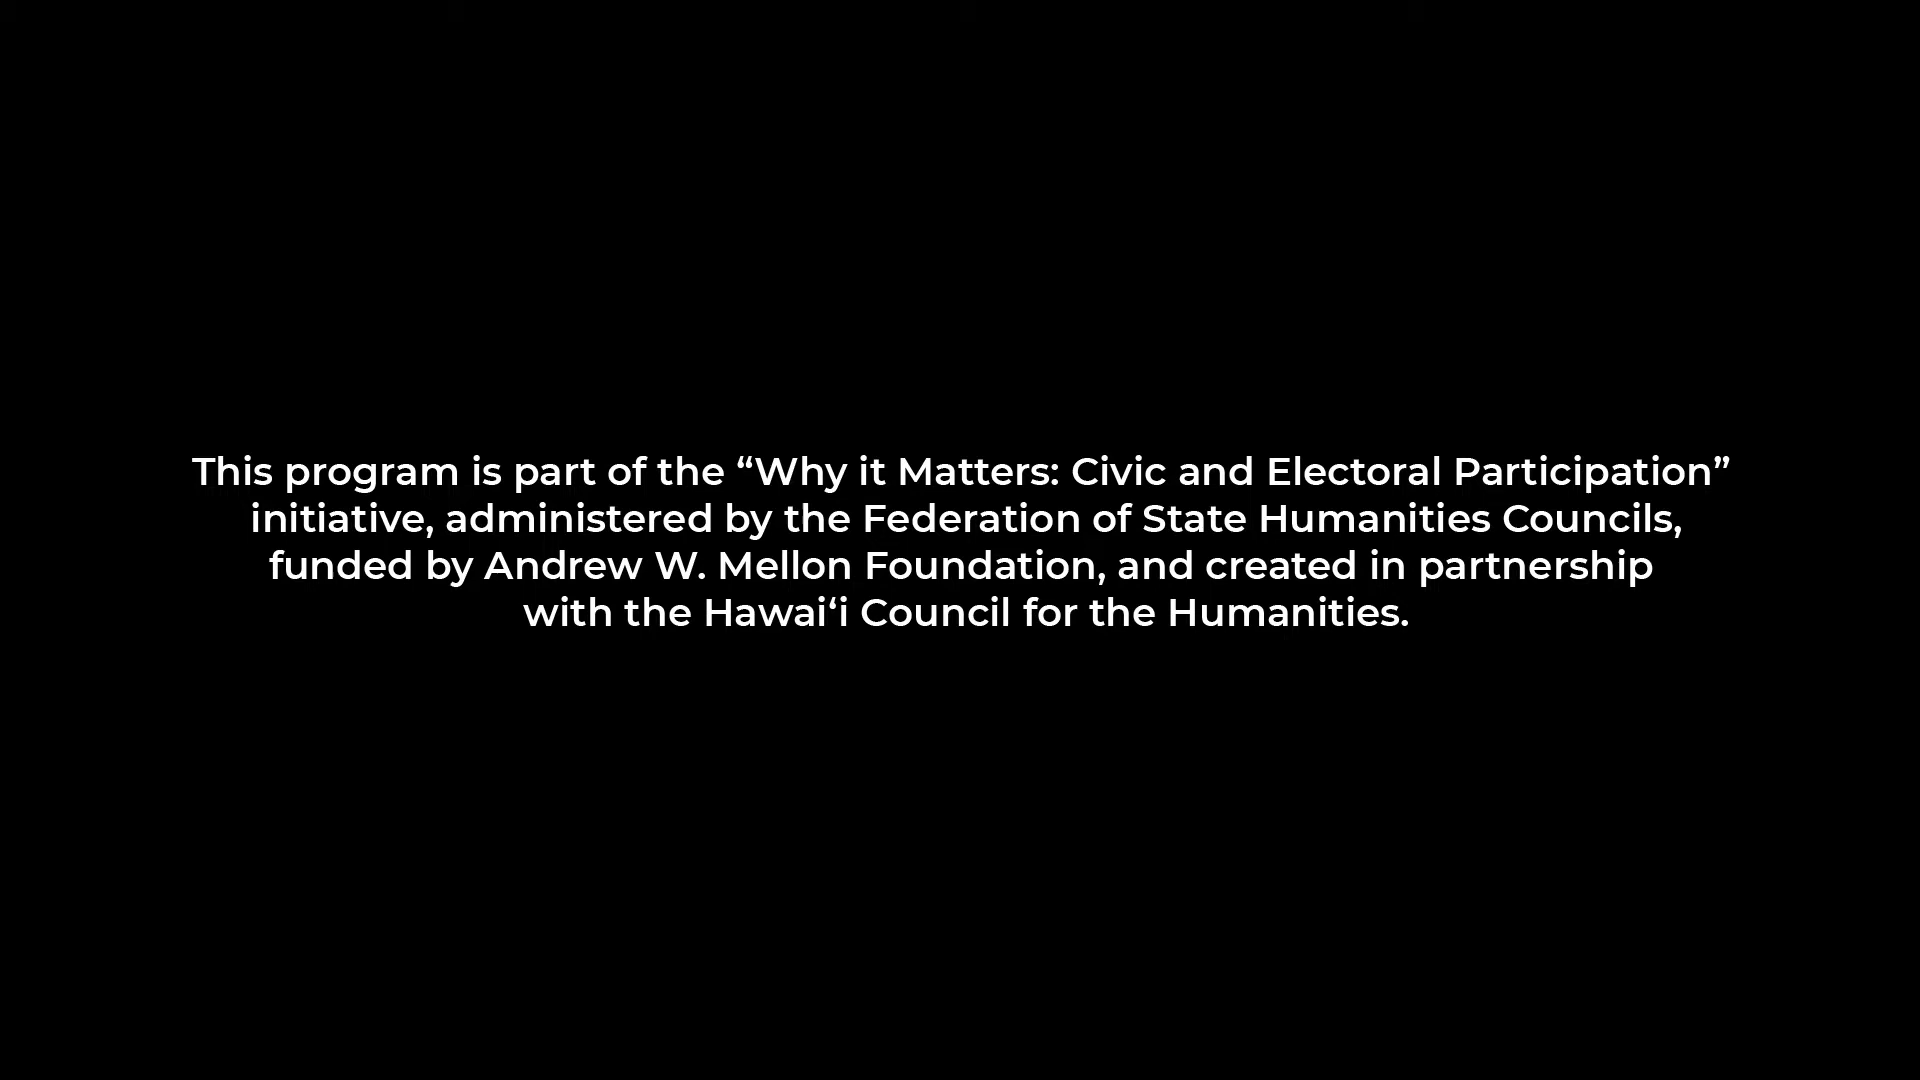 This program is part of the “Why it Matters: Civic and Electoral Participation”
initiative, administered by the Federation of State Humanities Councils,
funded by Andrew W. Mellon Foundation, and created in partnership
with the Hawai‘i Council for the Humanities.